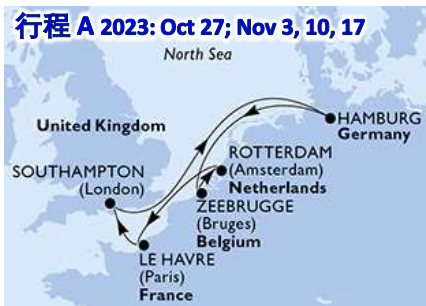 行程 A 2023: Oct 27; Nov 3, 10, 17
North Sea
HAMBURG
Germany
United Kingdom
ROTTERDAM
(Amsterdam)
Netherlands
SOUTHAMPTON
(London)
ZEEBRUGGE
(Bruges)
Belgium
LE HAVRE
(Paris)
France